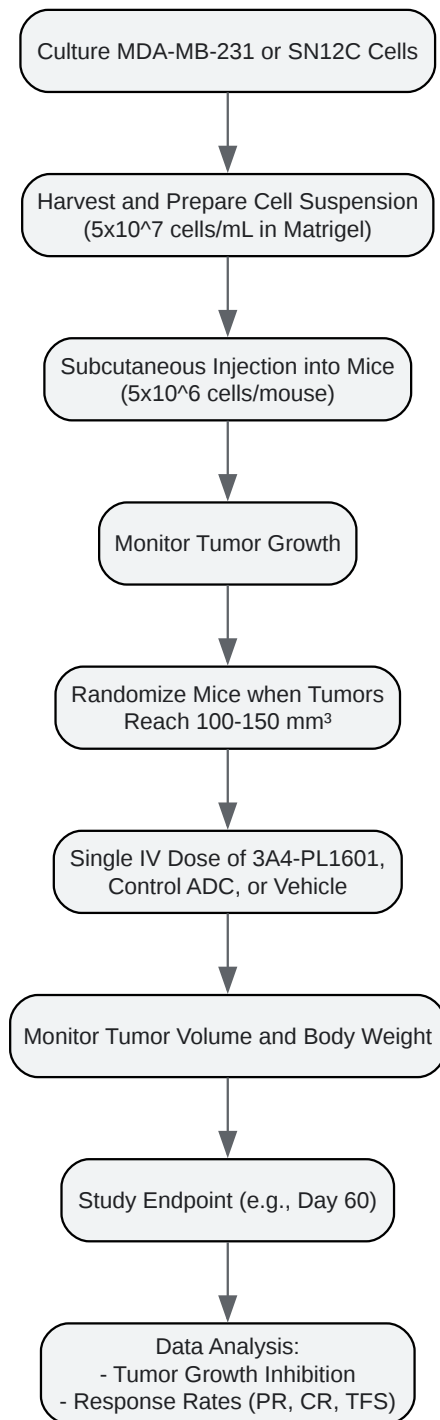 Culture MDA-MB-231 or SN12C Cells
Harvest and Prepare Cell Suspension
(5x10^7 cells/mL in Matrigel)
Subcutaneous Injection into Mice
(5x10^6 cells/mouse)
Monitor Tumor Growth
Randomize Mice when Tumors
Reach 100-150 mm³
Single IV Dose of 3A4-PL1601,
Control ADC, or Vehicle
Monitor Tumor Volume and Body Weight
Study Endpoint (e.g., Day 60)
Data Analysis:
- Tumor Growth Inhibition
- Response Rates (PR, CR, TFS)